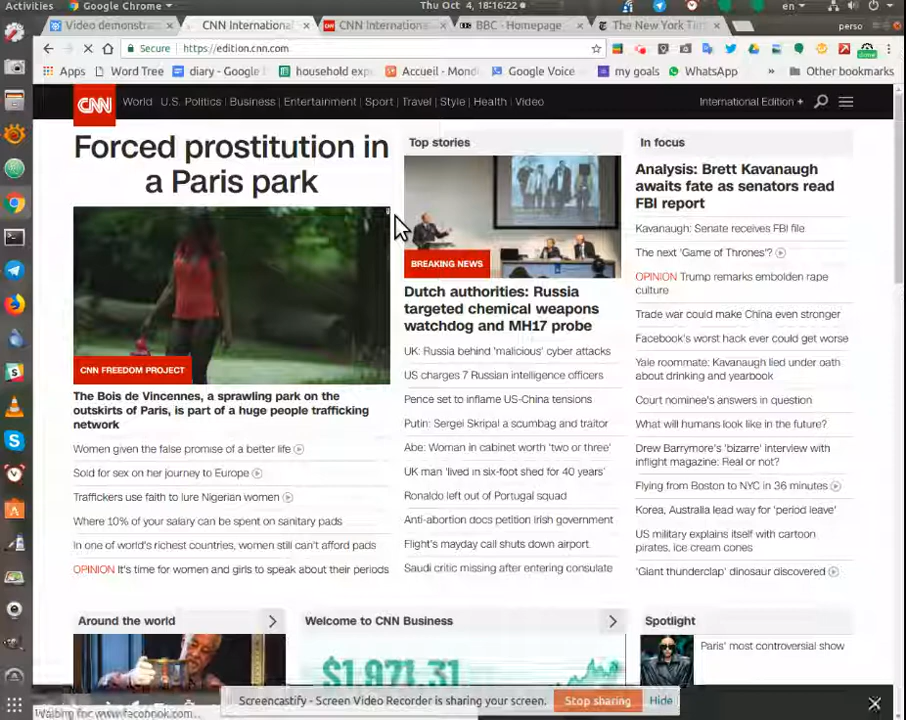 Activities Google Chrome Thu Oct 4, 18:16:22 en perso
Video demonstr CNN International CNN Internationa BBC - Homepage The New York Tim perso
Secure https://edition.cnn.com
Apps Word Tree diary - Google household exp Accueil - Mond Google Voice my goals WhatsApp » Other bookmarks
CNN World U.S. Politics Business Entertainment Sport Travel Style Health Video International Edition +
Forced prostitution in
a Paris park
CNN FREEDOM PROJECT
The Bois de Vincennes, a sprawling park on the
outskirts of Paris, is part of a huge people trafficking
network
Women given the false promise of a better life
Sold for sex on her journey to Europe
Traffickers use faith to lure Nigerian women
Where 10% of your salary can be spent on sanitary pads
In one of world's richest countries, women still can't afford pads
OPINION It's time for women and girls to speak about their periods
Top stories
BREAKING NEWS
Dutch authorities: Russia
targeted chemical weapons
watchdog and MH17 probe
UK: Russia behind 'malicious' cyber attacks
US charges 7 Russian intelligence officers
Pence set to inflame US-China tensions
Putin: Sergei Skripal a scumbag and traitor
Abe: Woman in cabinet worth 'two or three'
UK man 'lived in six-foot shed for 40 years'
Ronaldo left out of Portugal squad
Anti-abortion docs petition Irish government
Flight's mayday call shuts down airport
Saudi critic missing after entering consulate
In focus
Analysis: Brett Kavanaugh
awaits fate as senators read
FBI report
Kavanaugh: Senate receives FBI file
The next 'Game of Thrones'?
OPINION Trump remarks embolden rape
culture
Trade war could make China even stronger
Facebook's worst hack ever could get worse
Yale roommate: Kavanaugh lied under oath
about drinking and yearbook
Court nominee's answers in question
What will humans look like in the future?
Drew Barrymore's 'bizarre' interview with
inflight magazine: Real or not?
Flying from Boston to NYC in 36 minutes
Korea, Australia lead way for 'period leave'
US military explains itself with cartoon
pirates, ice cream cones
'Giant thunderclap' dinosaur discovered
Around the world
Welcome to CNN Business
$1,971.31
Spotlight
Paris' most controversial show
Screencastify - Screen Video Recorder is sharing your screen. Stop sharing Hide
Waiting for www.facebook.com...